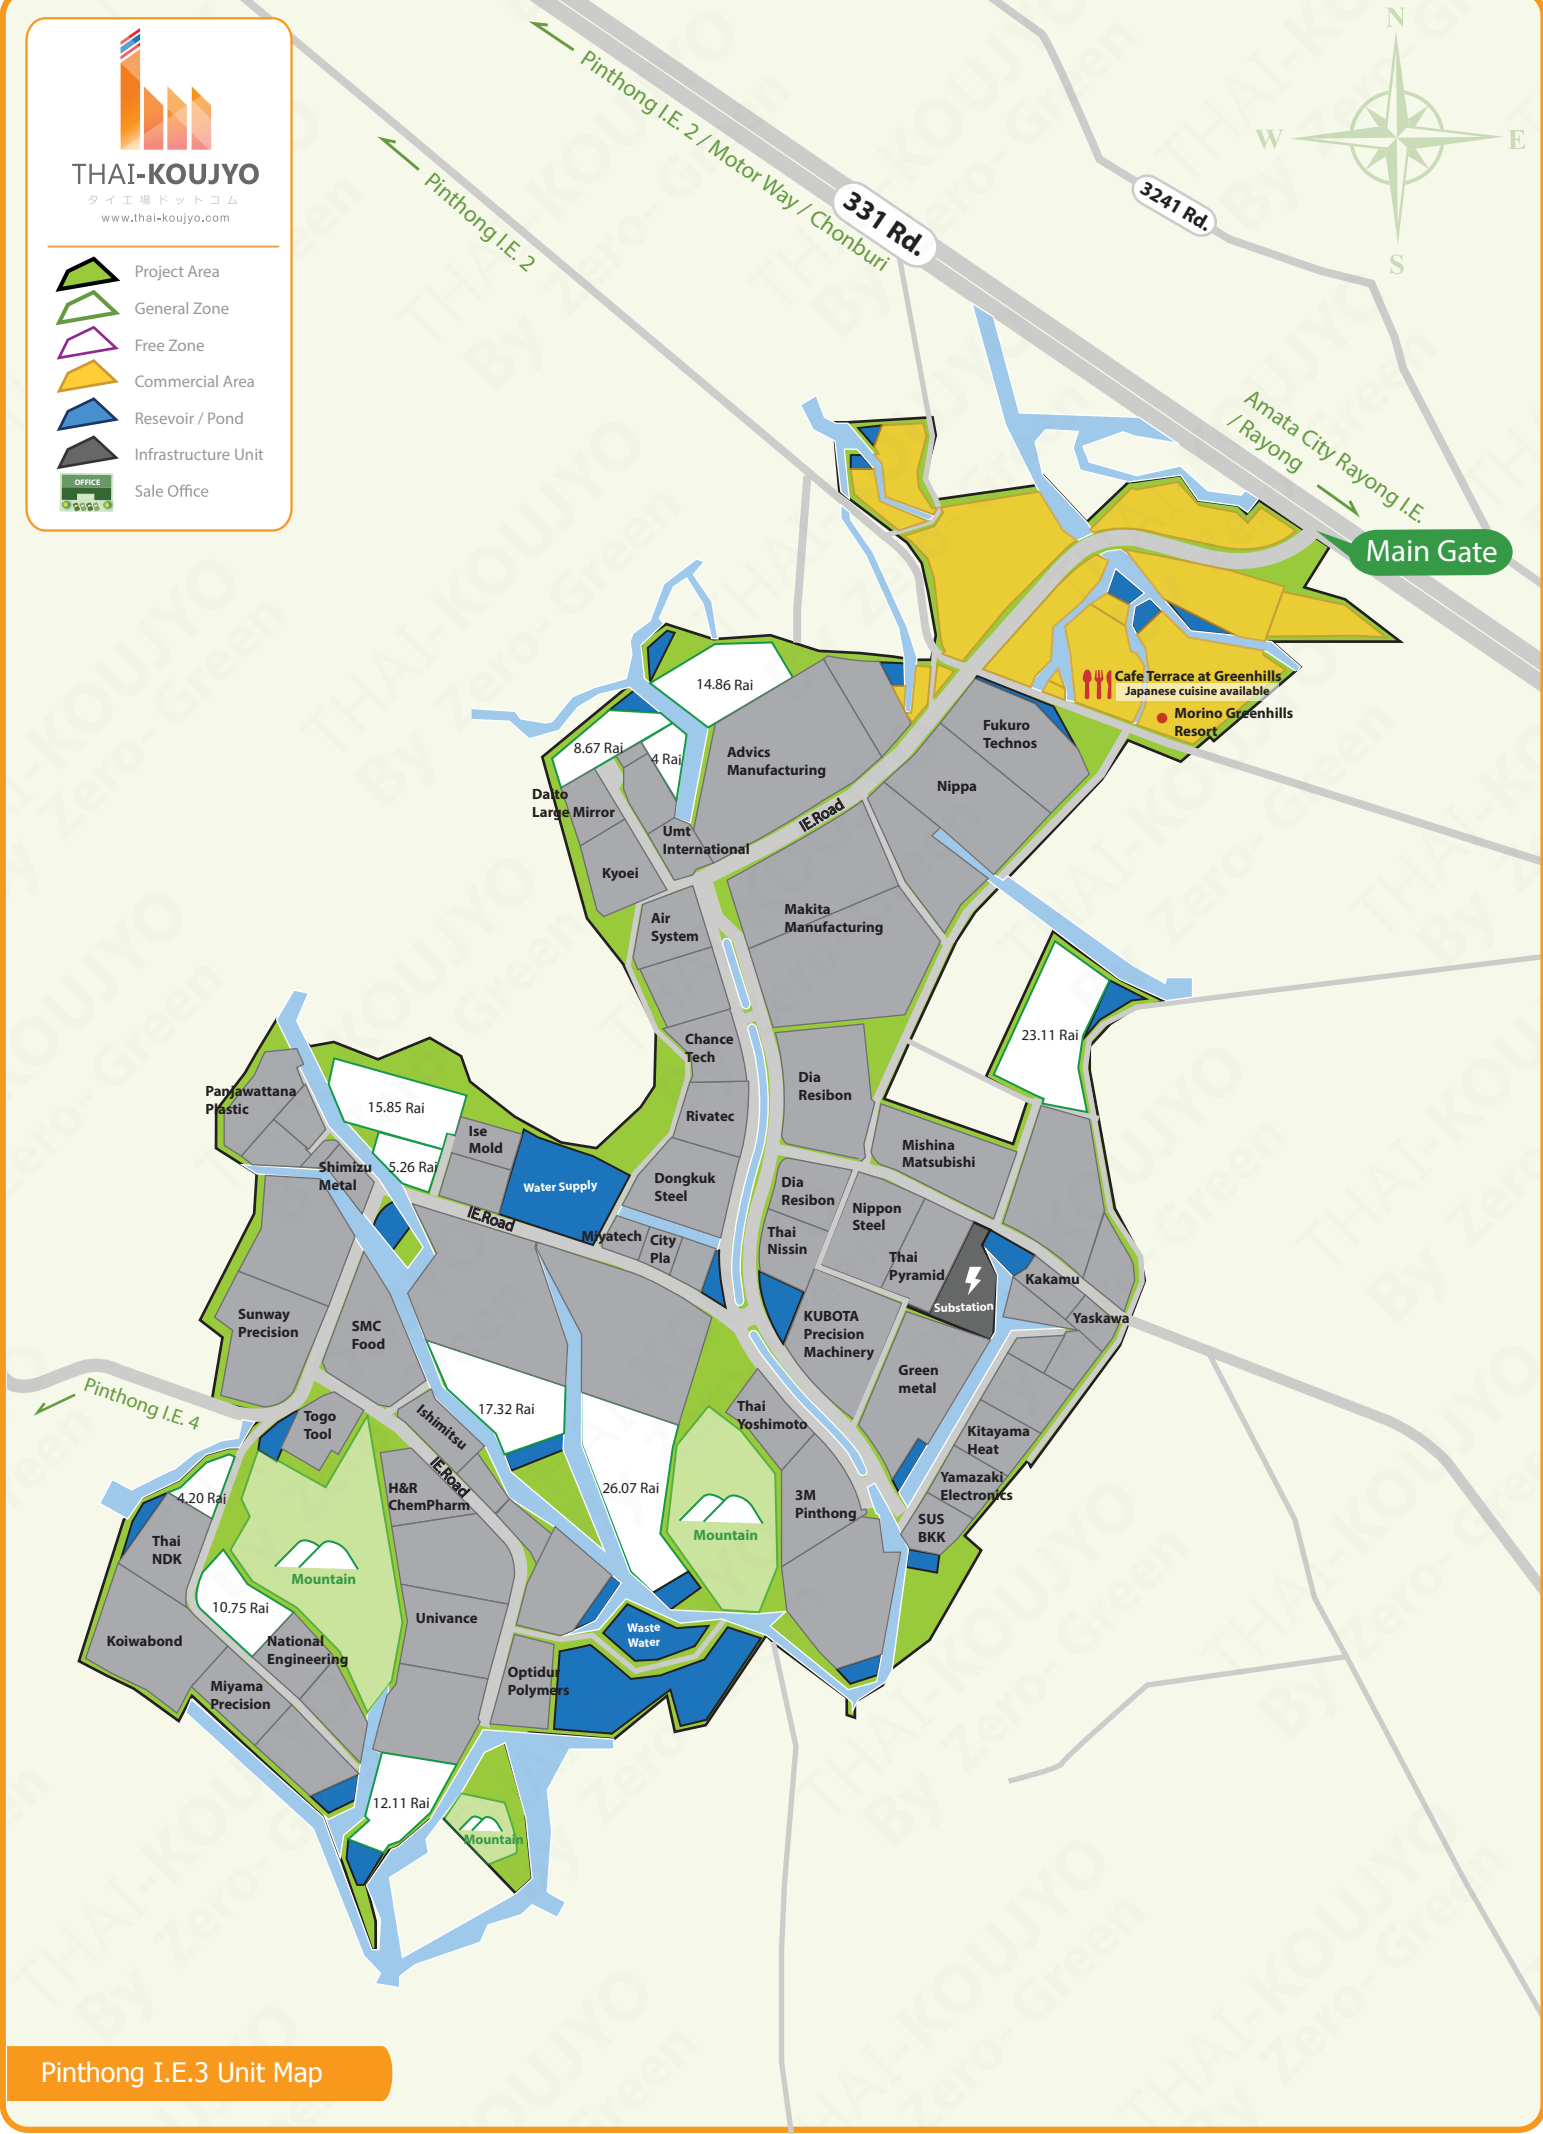 THAI-KOUJYO
タイ工場ドットコム
www.thai-koujyo.com
Project Area
General Zone
Free Zone
Commercial Area
Resevoir / Pond
Infrastructure Unit
OFFICE
Sale Office
Pinthong I.E. 2 / Motor Way / Chonburi
Pinthong I.E. 2
331 Rd.
3241 Rd.
N
W
E
S
Amata City Rayong I.E.
/ Rayong
Main Gate
Cafe Terrace at Greenhills
Japanese cuisine available
Morino Greenhills
Resort
14.86 Rai
8.67 Rai
4 Rai
Advics
Manufacturing
Fukuro
Technos
Nippa
IE.Road
Daito
Large Mirror
Umt
International
Kyoei
Air
System
Makita
Manufacturing
23.11 Rai
Chance
Tech
Dia
Resibon
Rivatec
Mishina
Matsubishi
Panjawattana
Plastic
15.85 Rai
Ise
Mold
5.26 Rai
Shimizu
Metal
Water Supply
Dongkuk
Steel
Dia
Resibon
Nippon
Steel
IE.Road
Miyatech
City
Pla
Thai
Nissin
Thai
Pyramid
Substation
Kakamu
Yaskawa
Sunway
Precision
SMC
Food
KUBOTA
Precision
Machinery
Green
metal
Pinthong I.E. 4
Togo
Tool
Ishimitsu
17.32 Rai
Thai
Yoshimoto
Kitayama
Heat
IE.Road
H&R
ChemPharm
26.07 Rai
3M
Pinthong
Yamazaki
Electronics
4.20 Rai
Mountain
SUS
BKK
Thai
NDK
Mountain
10.75 Rai
Univance
Waste
Water
Koiwabond
National
Engineering
Miyama
Precision
Optidur
Polymers
12.11 Rai
Mountain
Pinthong I.E.3 Unit Map
THAI-KOUJYO
By Zero-Green